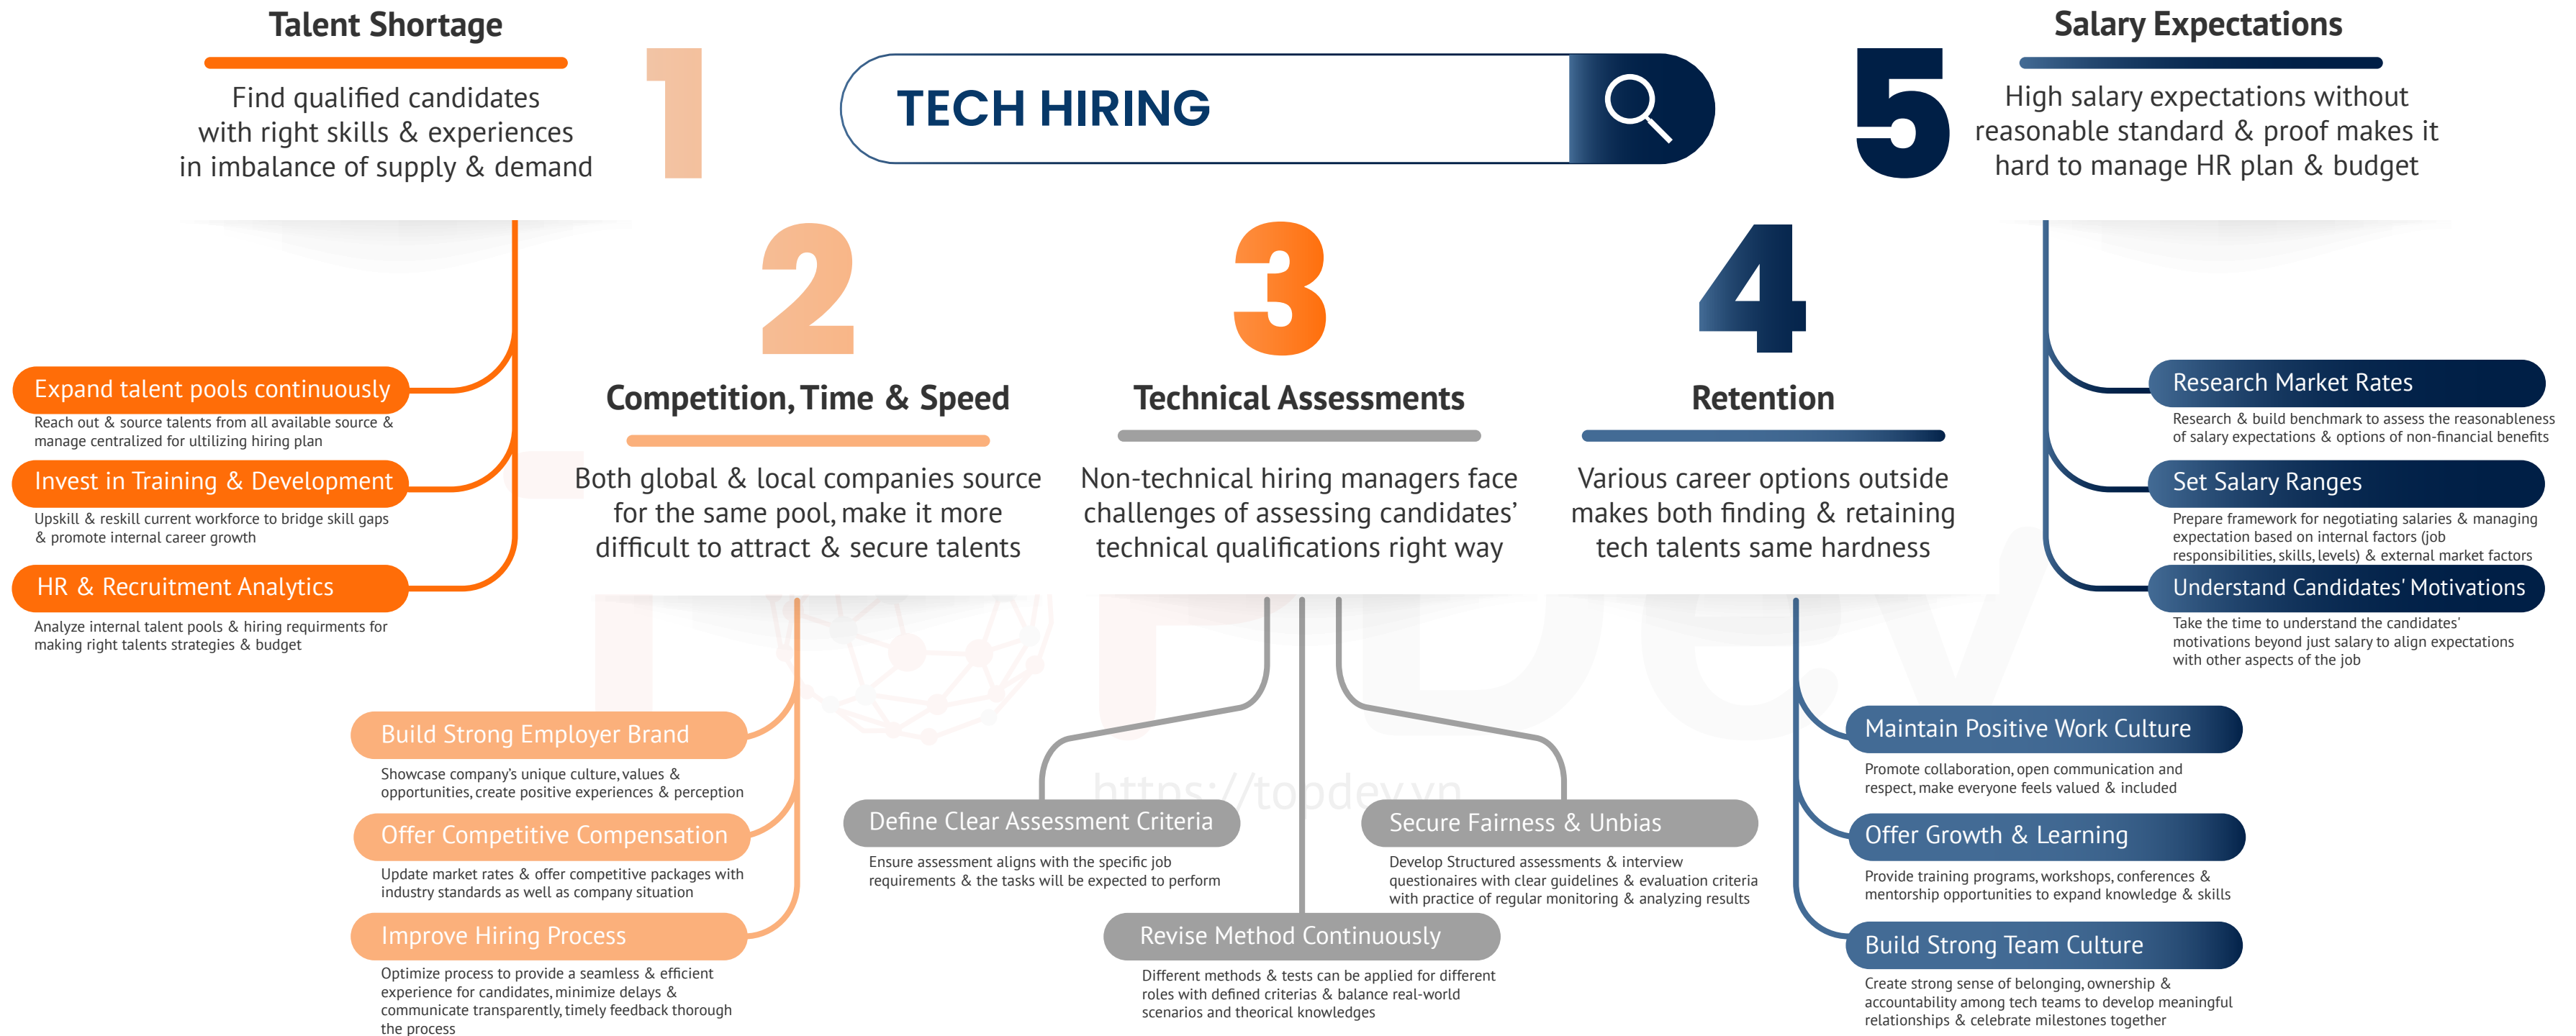 Talent Shortage
Find qualified candidates
with right skills & experiences
in imbalance of supply & demand
1
TECH HIRING
5
Salary Expectations
High salary expectations without
reasonable standard & proof makes it
hard to manage HR plan & budget
Expand talent pools continuously
Reach out & source talents from all available source &
manage centralized for ultilizing hiring plan
Invest in Training & Development
Upskill & reskill current workforce to bridge skill gaps
& promote internal career growth
HR & Recruitment Analytics
Analyze internal talent pools & hiring requirments for
making right talents strategies & budget
2
Competition, Time & Speed
Both global & local companies source
for the same pool, make it more
difficult to attract & secure talents
Build Strong Employer Brand
Showcase company’s unique culture, values &
opportunities, create positive experiences & perception
Offer Competitive Compensation
Update market rates & offer competitive packages with
industry standards as well as company situation
Improve Hiring Process
Optimize process to provide a seamless & efficient
experience for candidates, minimize delays &
communicate transparently, timely feedback thorough
the process
3
Technical Assessments
Non-technical hiring managers face
challenges of assessing candidates’
technical qualifications right way
Define Clear Assessment Criteria
Ensure assessment aligns with the specific job
requirements & the tasks will be expected to perform
Revise Method Continuously
Different methods & tests can be applied for different
roles with defined criterias & balance real-world
scenarios and theorical knowledges
Secure Fairness & Unbias
Develop Structured assessments & interview
questionaires with clear guidelines & evaluation criteria
with practice of regular monitoring & analyzing results
4
Retention
Various career options outside
makes both finding & retaining
tech talents same hardness
Maintain Positive Work Culture
Promote collaboration, open communication and
respect, make everyone feels valued & included
Offer Growth & Learning
Provide training programs, workshops, conferences &
mentorship opportunities to expand knowledge & skills
Build Strong Team Culture
Create strong sense of belonging, ownership &
accountability among tech teams to develop meaningful
relationships & celebrate milestones together
Research Market Rates
Research & build benchmark to assess the reasonableness
of salary expectations & options of non-financial benefits
Set Salary Ranges
Prepare framework for negotiating salaries & managing
expectation based on internal factors (job
responsibilities, skills, levels) & external market factors
Understand Candidates' Motivations
Take the time to understand the candidates'
motivations beyond just salary to align expectations
with other aspects of the job
TOPDev
https://topdev.vn